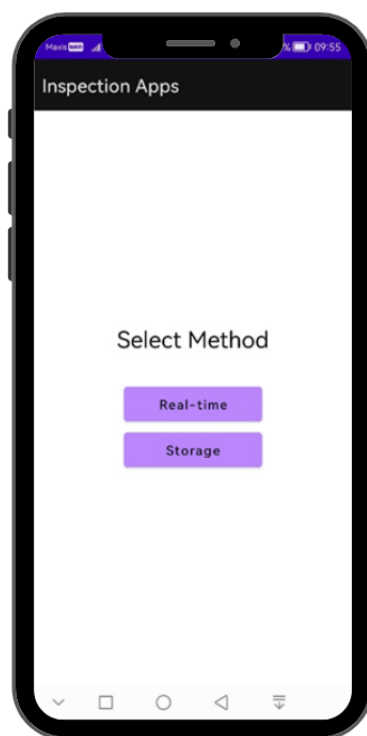 Maxis % 09:55
Inspection Apps
Select Method
Real-time
Storage